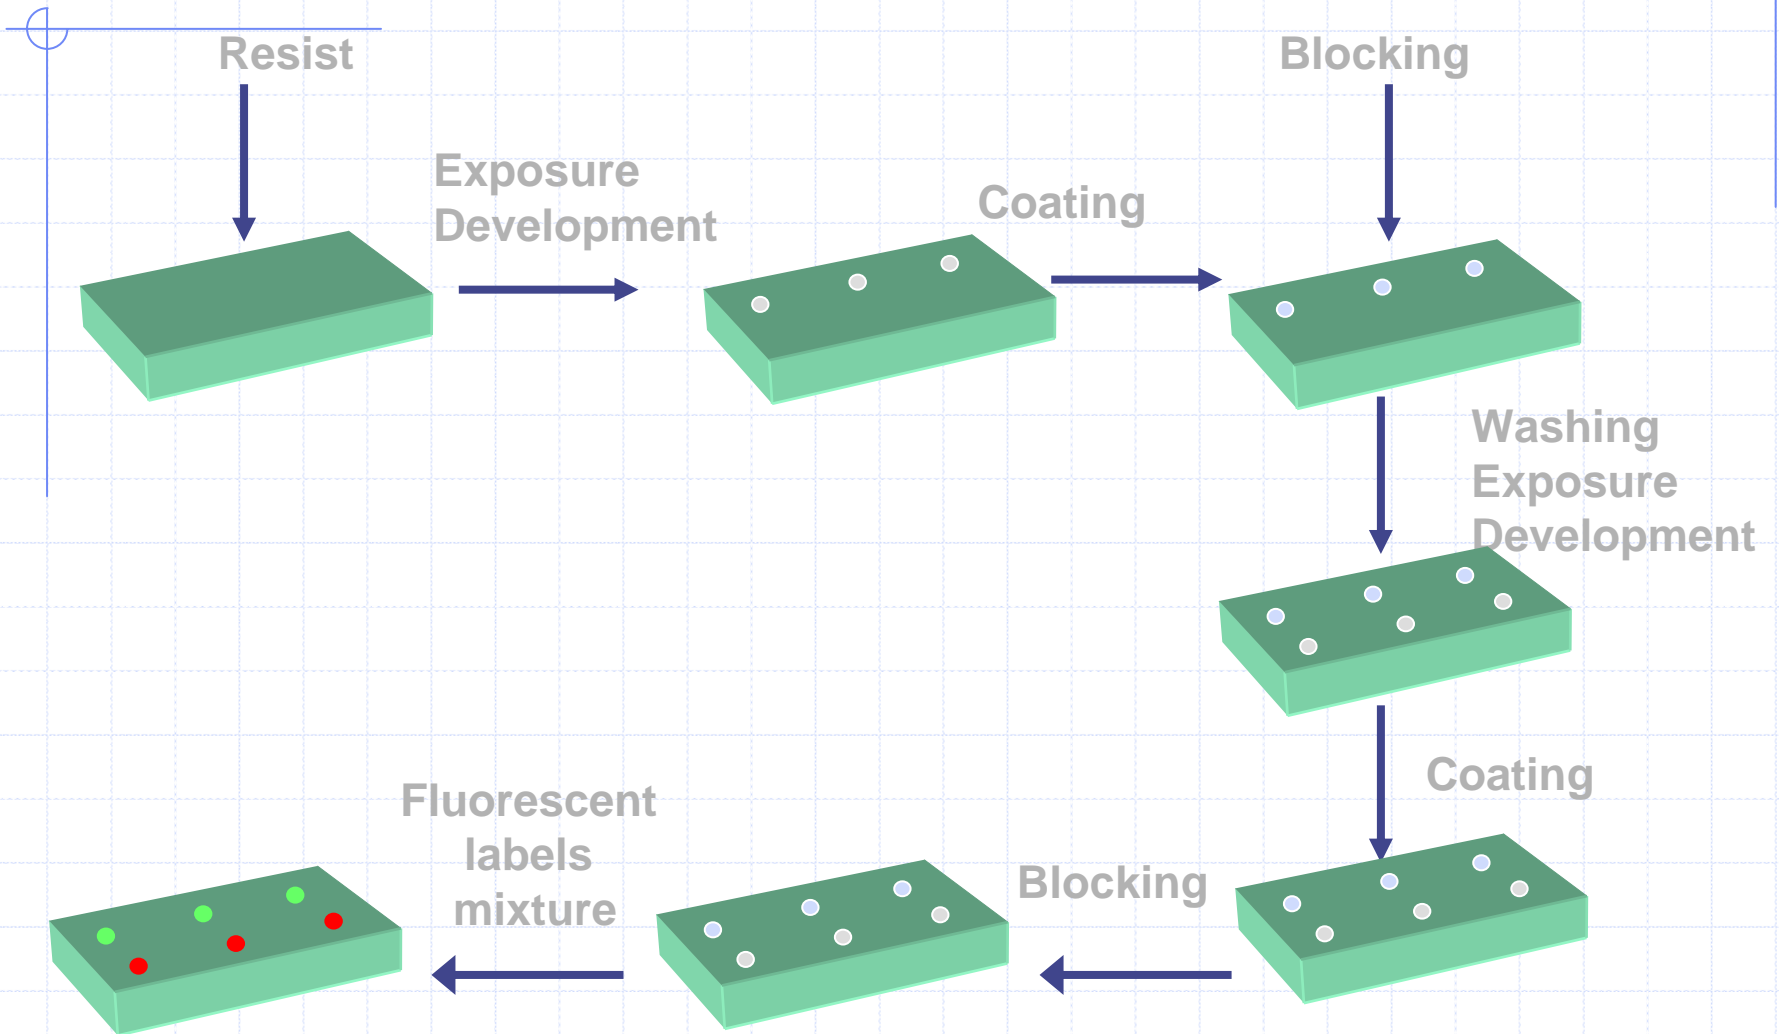 Resist
Exposure
Development
Coating
Blocking
Washing
Exposure
Development
Coating
Blocking
Fluorescent
labels
mixture